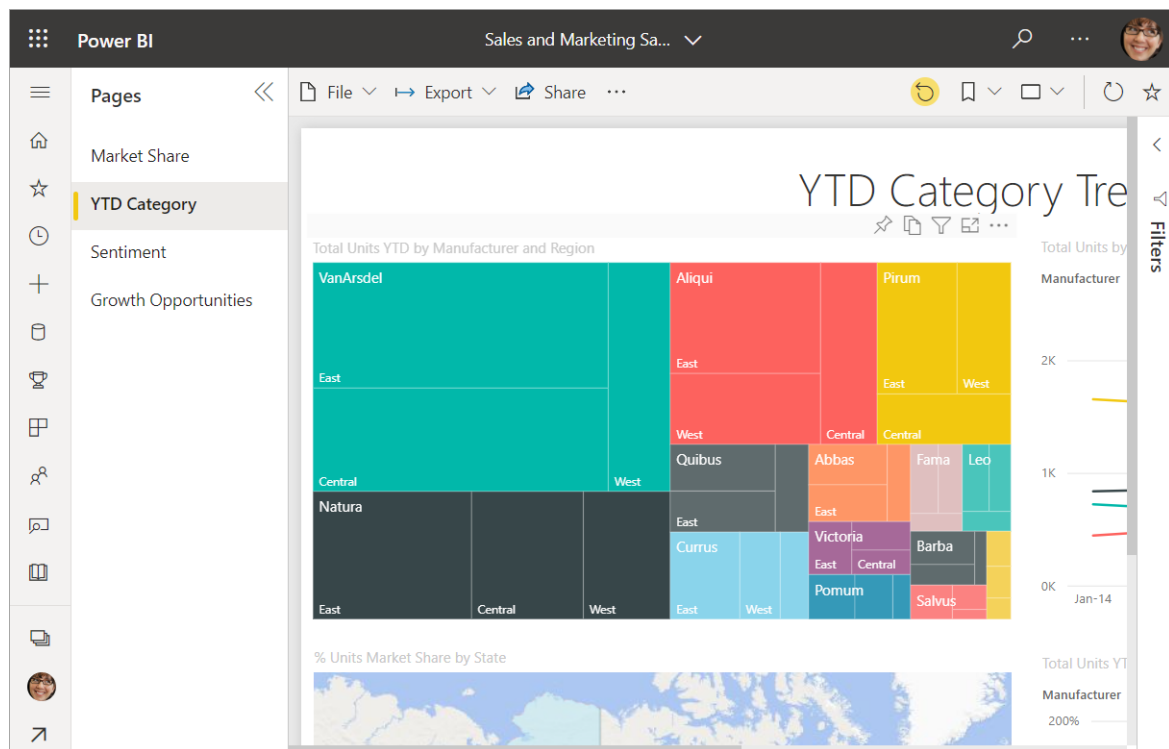 Power BI
Sales and Marketing Sa...
Pages
File
Export
Share
Market Share
YTD Category
Sentiment
Growth Opportunities
YTD Category Tre
Filters
Total Units YTD by Manufacturer and Region
VanArsdel
East
Central
West
Natura
East
Central
West
Aliqui
East
West
Central
Pirum
East
West
Central
Quibus
East
Currus
East
West
Abbas
East
Victoria
East
Central
Pomum
Fama
Leo
Barba
Salvus
Total Units by
Manufacturer
2K
1K
0K
Jan-14
% Units Market Share by State
Total Units YT
Manufacturer
200%